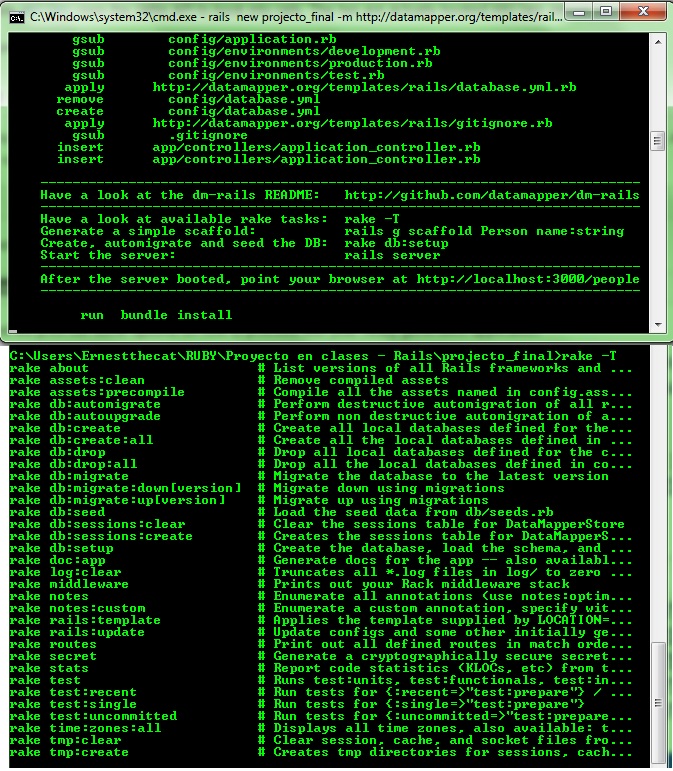 C:\Windows\system32\cmd.exe - rails new projecto_final -m http://datamapper.org/templates/rail...
gsub config/application.rb
gsub config/environments/development.rb
gsub config/environments/production.rb
gsub config/environments/test.rb
apply http://datamapper.org/templates/rails/database.yml.rb
remove config/database.yml
create config/database.yml
apply http://datamapper.org/templates/rails/gitignore.rb
gsub .gitignore
insert app/controllers/application_controller.rb
insert app/controllers/application_controller.rb
---------------------------------------------------------------------------
Have a look at the dm-rails README: http://github.com/datamapper/dm-rails
---------------------------------------------------------------------------
Have a look at available rake tasks: rake -T
Generate a simple scaffold: rails g scaffold Person name:string
Create, automigrate and seed the DB: rake db:setup
Start the server: rails server
---------------------------------------------------------------------------
After the server booted, point your browser at http://localhost:3000/people
---------------------------------------------------------------------------
run bundle install
C:\Users\Ernestthecat\RUBY\Proyecto en clases - Rails\projecto_final>rake -T
rake about # List versions of all Rails frameworks and ...
rake assets:clean # Remove compiled assets
rake assets:precompile # Compile all the assets named in config.ass...
rake db:automigrate # Perform destructive automigration of all r...
rake db:autoupgrade # Perform non destructive automigration of a...
rake db:create # Create all local databases defined for the...
rake db:create:all # Create all the local databases defined in ...
rake db:drop # Drop all local databases defined for the c...
rake db:drop:all # Drop all the local databases defined in co...
rake db:migrate # Migrate the database to the latest version
rake db:migrate:down[version] # Migrate down using migrations
rake db:migrate:up[version] # Migrate up using migrations
rake db:seed # Load the seed data from db/seeds.rb
rake db:sessions:clear # Clear the sessions table for DataMapperStore
rake db:sessions:create # Creates the sessions table for DataMapperS...
rake db:setup # Create the database, load the schema, and ...
rake doc:app # Generate docs for the app -- also availabl...
rake log:clear # Truncates all *.log files in log/ to zero ...
rake middleware # Prints out your Rack middleware stack
rake notes # Enumerate all annotations (use notes:optim...
rake notes:custom # Enumerate a custom annotation, specify wit...
rake rails:template # Applies the template supplied by LOCATION=...
rake rails:update # Update configs and some other initially ge...
rake routes # Print out all defined routes in match orde...
rake secret # Generate a cryptographically secure secret...
rake stats # Report code statistics (KLOCs, etc) from t...
rake test # Runs test:units, test:functionals, test:in...
rake test:recent # Run tests for {:recent=>"test:prepare"} / ...
rake test:single # Run tests for {:single=>"test:prepare"}
rake test:uncommitted # Run tests for {:uncommitted=>"test:prepare...
rake time:zones:all # Displays all time zones, also available: t...
rake tmp:clear # Clear session, cache, and socket files fro...
rake tmp:create # Creates tmp directories for sessions, cach...